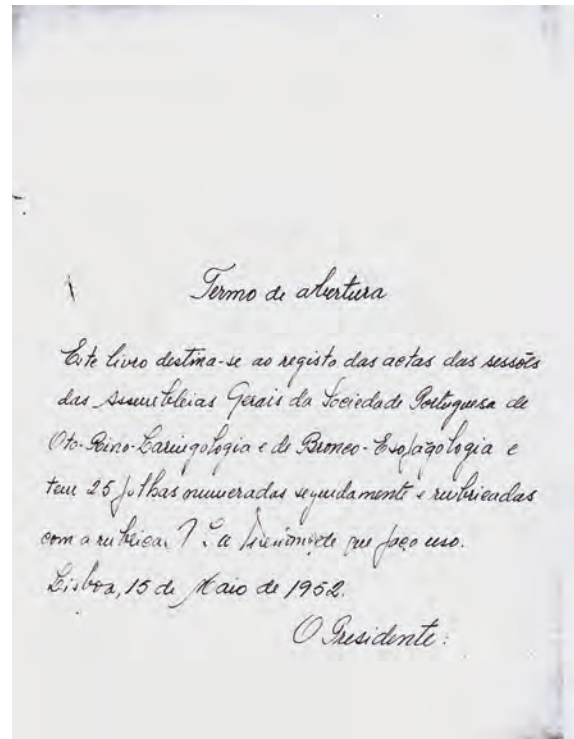 Termo de abertura
Este livro destina-se ao registo das actas das sessões
das Assembleias Gerais da Sociedade Portuguesa de
Oto-Rino-Laringologia e de Bronco-Esofagologia e
tem 25 folhas numeradas seguidamente e rubricadas
com a rubrica que faço uso.
Lisboa, 15 de Maio de 1952.
O Presidente: